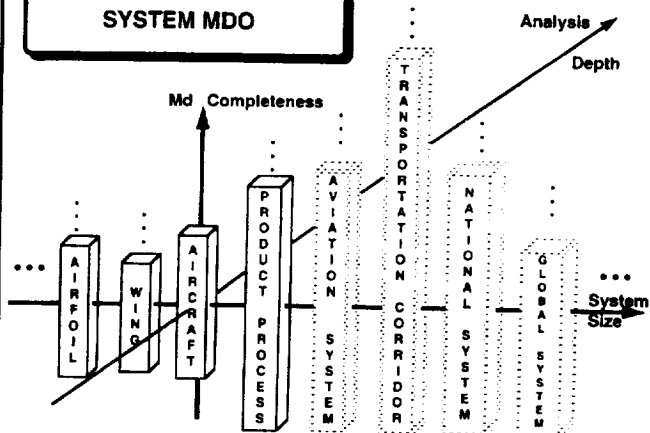 SYSTEM MDO
Analysis
Depth
Md Completeness
AIRFOIL
WING
AIRCRAFT
PRODUCT PROCESS
AVIATION SYSTEM
TRANSPORTATION CORRIDOR
NATIONAL SYSTEM
GLOBAL SYSTEM
System
Size